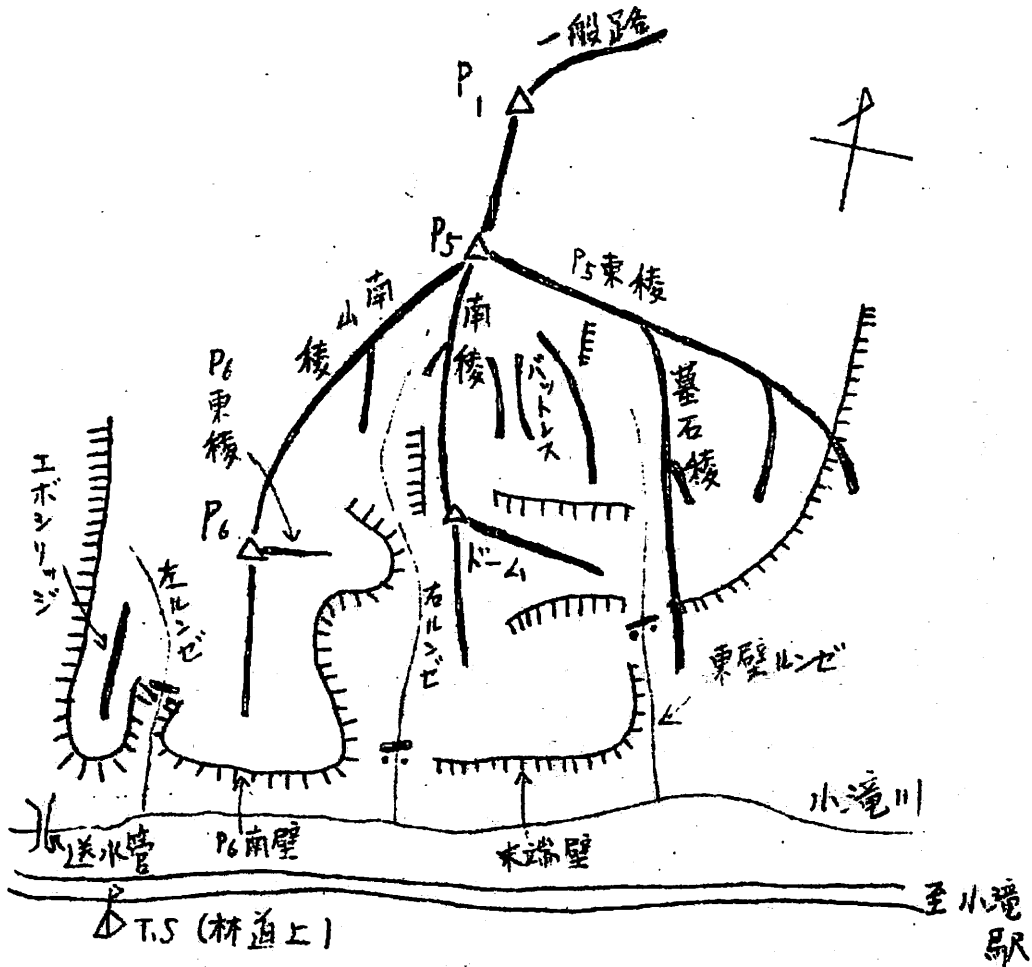 一般路
P1
P5
P5東稜
南山稜
南稜
P6東稜
バットレス
墓石稜
エボシリッジ
P6
ドーム
左ルンゼ
右ルンゼ
東壁ルンゼ
小滝川
送水管
P6南壁
末端壁
T.S (林道上)
至小滝駅